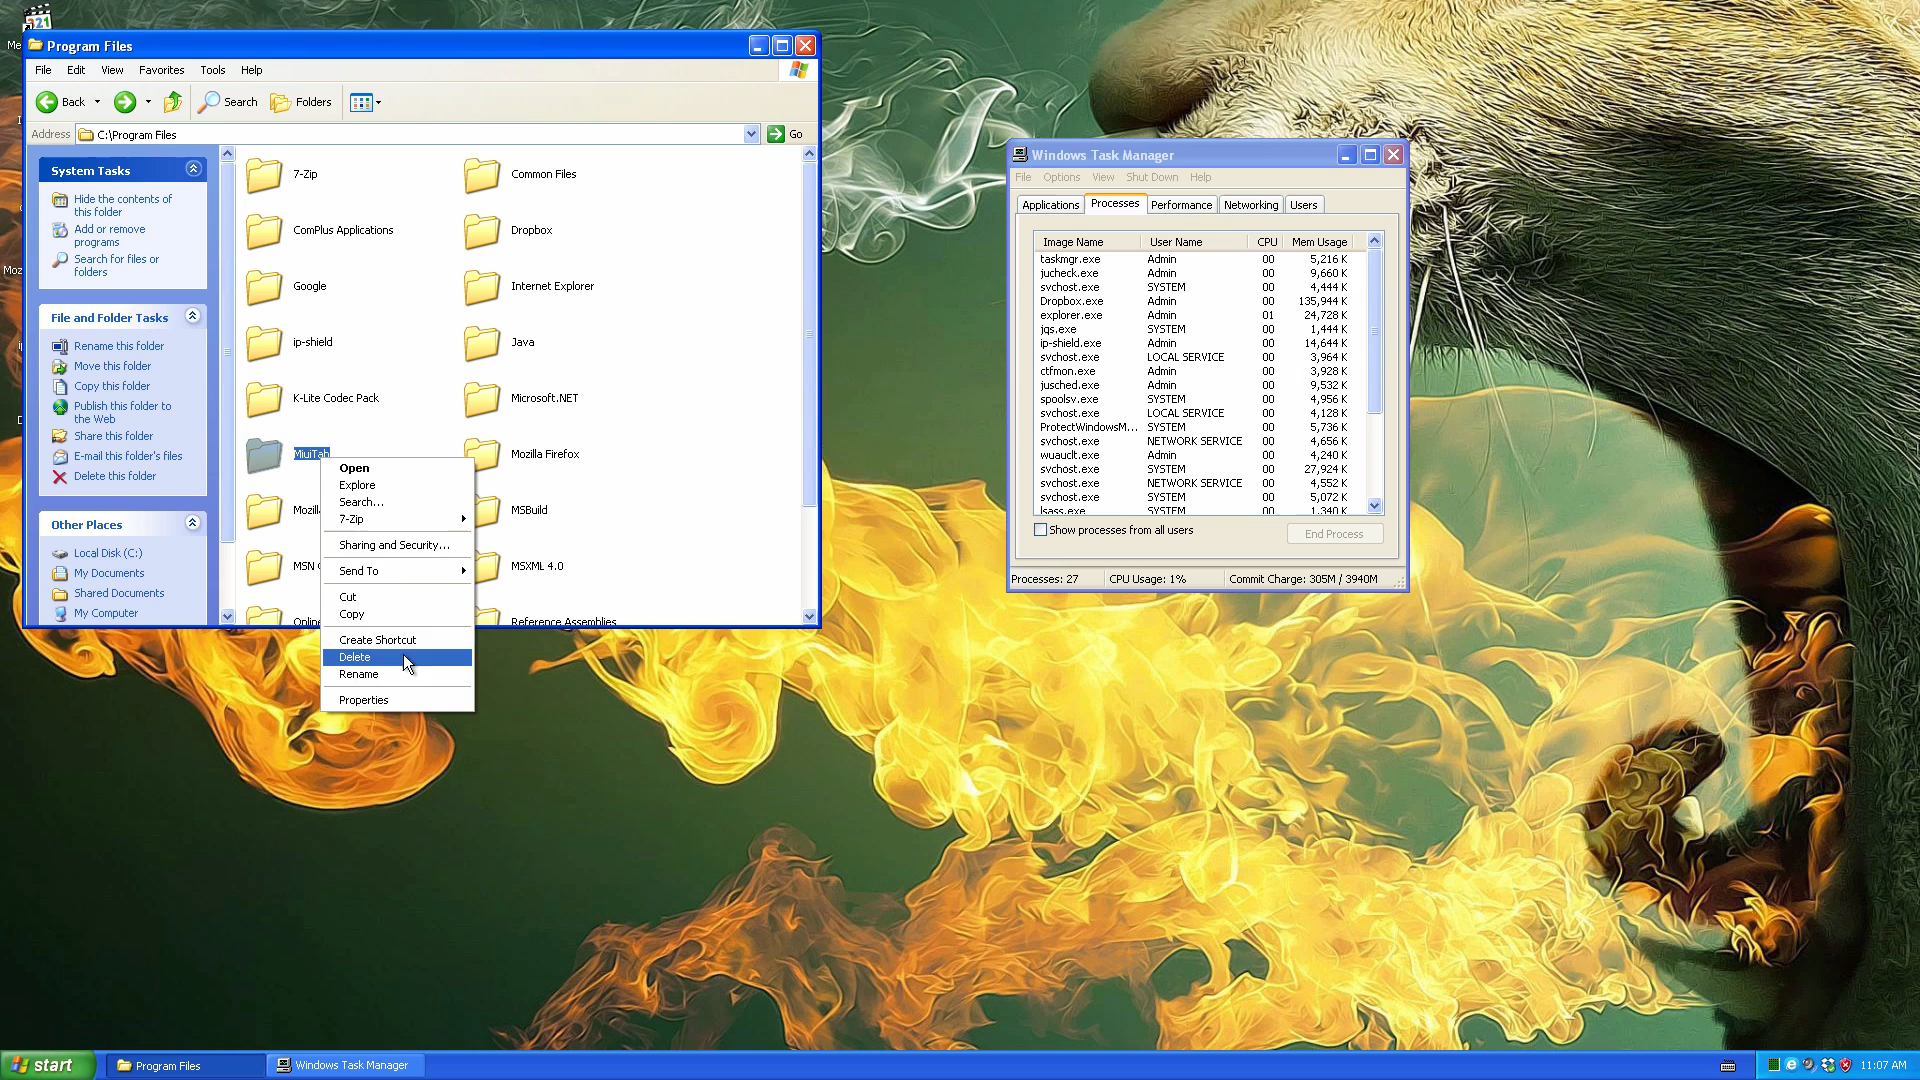 321
Me
Program Files
File Edit View Favorites Tools Help
Back Search Folders
Address C:\Program Files Go
System Tasks
Hide the contents of
this folder
Add or remove
programs
Search for files or
folders
File and Folder Tasks
Rename this folder
Move this folder
Copy this folder
Publish this folder to
the Web
Share this folder
E-mail this folder's files
Delete this folder
Other Places
Local Disk (C:)
My Documents
Shared Documents
My Computer
7-Zip Common Files
ComPlus Applications Dropbox
Google Internet Explorer
ip-shield Java
K-Lite Codec Pack Microsoft.NET
MiuiTab Mozilla Firefox
Mozilla MSBuild
MSN MSXML 4.0
Online Reference Assemblies
Open
Explore
Search...
7-Zip
Sharing and Security...
Send To
Cut
Copy
Create Shortcut
Delete
Rename
Properties
Moz
Windows Task Manager
File Options View Shut Down Help
Applications Processes Performance Networking Users
Image Name User Name CPU Mem Usage
taskmgr.exe Admin 00 5,216 K
jucheck.exe Admin 00 9,660 K
svchost.exe SYSTEM 00 4,444 K
Dropbox.exe Admin 00 135,944 K
explorer.exe Admin 01 24,728 K
jqs.exe SYSTEM 00 1,444 K
ip-shield.exe Admin 00 14,644 K
svchost.exe LOCAL SERVICE 00 3,964 K
ctfmon.exe Admin 00 3,928 K
jusched.exe Admin 00 9,532 K
spoolsv.exe SYSTEM 00 4,956 K
svchost.exe LOCAL SERVICE 00 4,128 K
ProtectWindowsM... SYSTEM 00 5,736 K
svchost.exe NETWORK SERVICE 00 4,656 K
wuauclt.exe Admin 00 4,240 K
svchost.exe SYSTEM 00 27,924 K
svchost.exe NETWORK SERVICE 00 4,552 K
svchost.exe SYSTEM 00 5,072 K
lsass.exe SYSTEM 00 1,340 K
Show processes from all users End Process
Processes: 27 CPU Usage: 1% Commit Charge: 305M / 3940M
start Program Files Windows Task Manager 11:07 AM